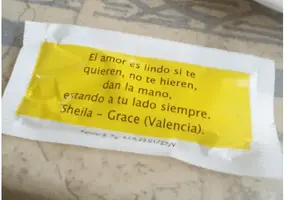 El amor es lindo si te
quieren, no te hieren,
dan la mano,
estando a tu lado siempre.
Sheila - Grace (Valencia).